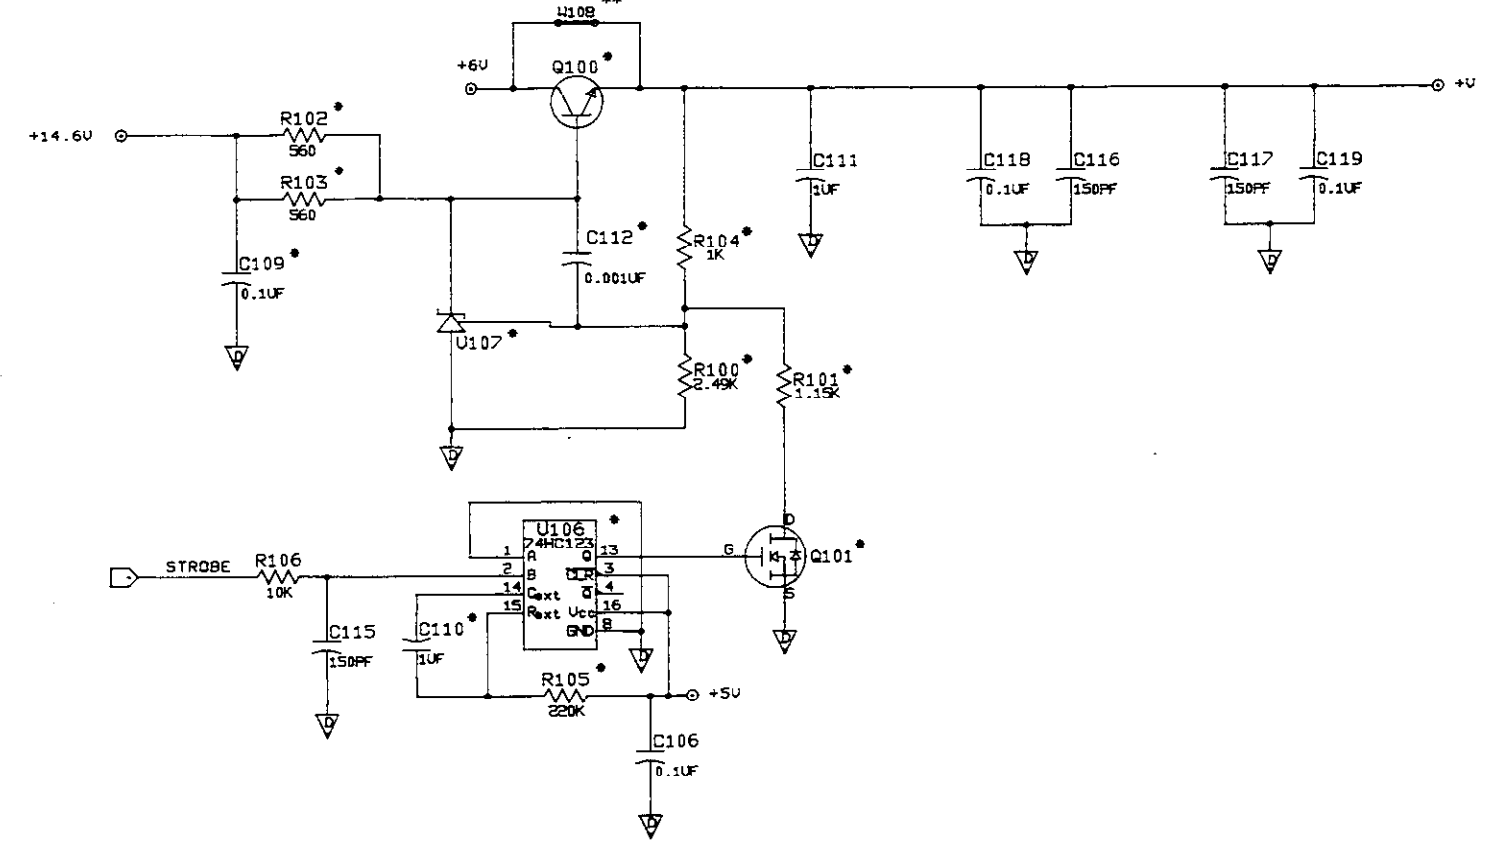 W108 **
+6V
Q100 *
+V
+14.6V
R102 *
560
R103 *
560
C109 *
0.1UF
D
C112 *
0.001UF
V107 *
R104 *
1K
C111
1UF
D
C118
0.1UF
C116
150PF
D
C117
150PF
C119
0.1UF
D
R100 *
2.49K
R101 *
1.15K
D
U106 *
74HC123
1 A
2 B
14 Cext
15 Rext
Q 13
CLR 3
Q 4
Vcc 16
GND 8
D
G
D
S
Q101 *
D
STROBE
R106
10K
C115
150PF
D
C110 *
1UF
R105 *
220K
+5V
C106
0.1UF
D